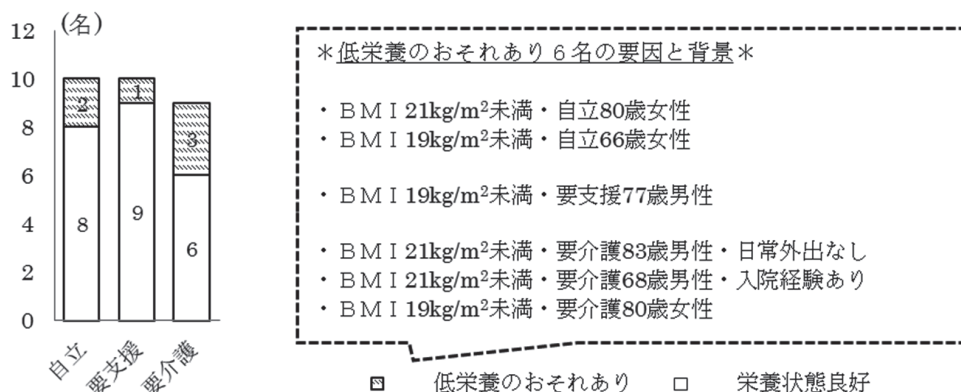 (名)
12
10
8
6
4
2
0
2
8
1
9
3
6
自立
要支援
要介護
＊低栄養のおそれあり６名の要因と背景＊
・ＢＭＩ21kg/m²未満・自立80歳女性
・ＢＭＩ19kg/m²未満・自立66歳女性
・ＢＭＩ19kg/m²未満・要支援77歳男性
・ＢＭＩ21kg/m²未満・要介護83歳男性・日常外出なし
・ＢＭＩ21kg/m²未満・要介護68歳男性・入院経験あり
・ＢＭＩ19kg/m²未満・要介護80歳女性
低栄養のおそれあり
栄養状態良好